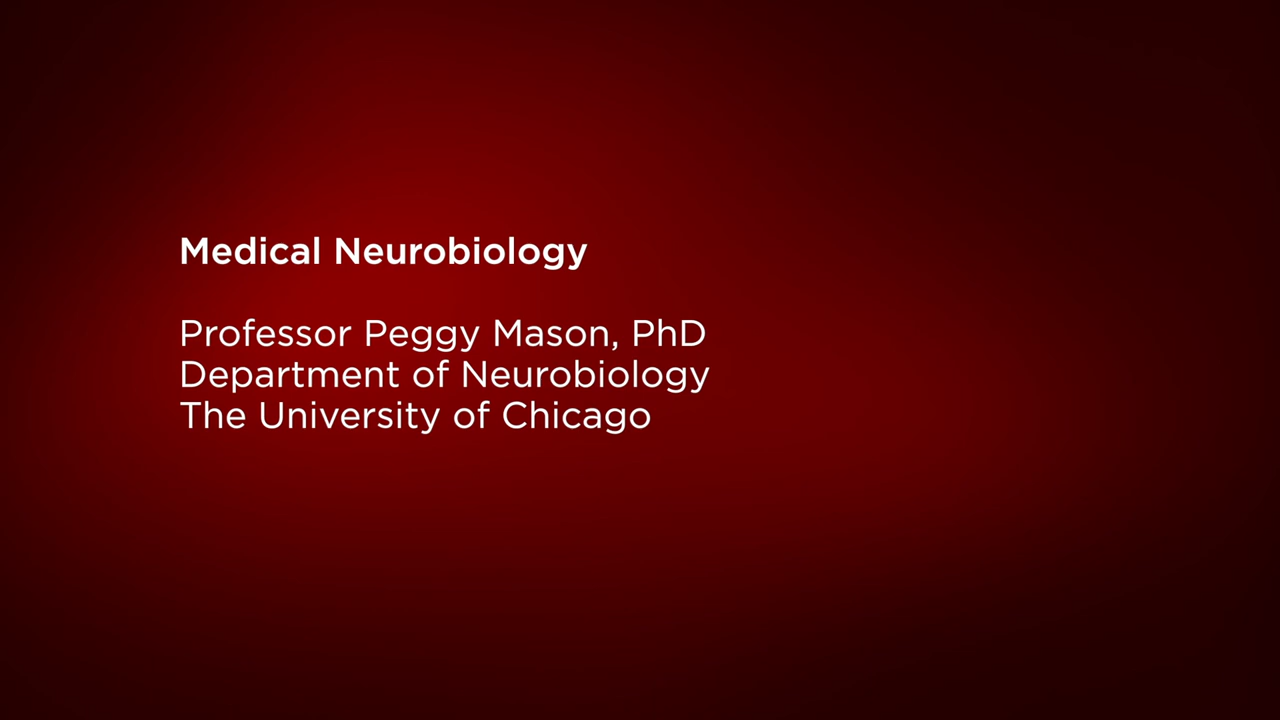 Medical Neurobiology
Professor Peggy Mason, PhD
Department of Neurobiology
The University of Chicago